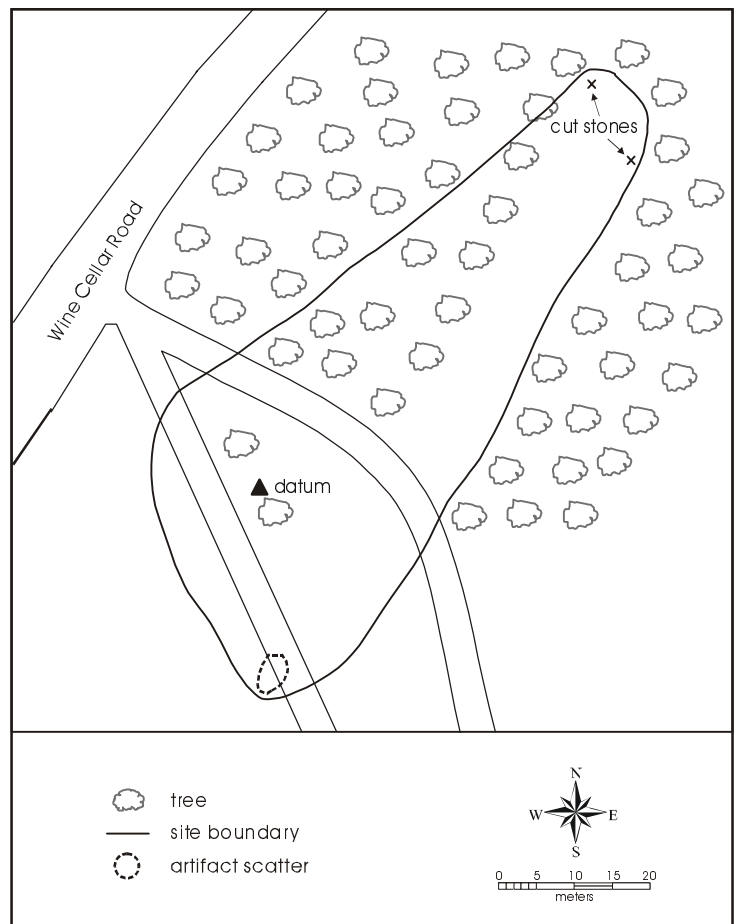 cut stones
Wine Cellar Road
datum
tree
site boundary
artifact scatter
N
W E
S
0 5 10 15 20
meters